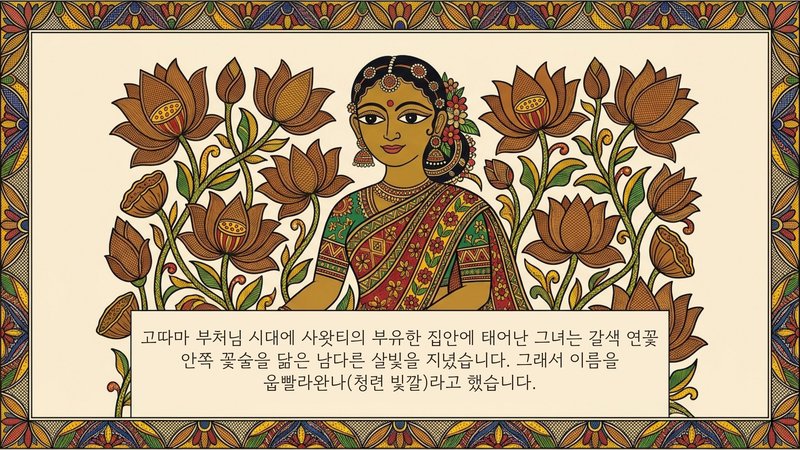 고따마 부처님 시대에 사왓티의 부유한 집안에 태어난 그녀는 갈색 연꽃
안쪽 꽃술을 닮은 남다른 살빛을 지녔습니다. 그래서 이름을
웁빨라완나(청련 빛깔)라고 했습니다.